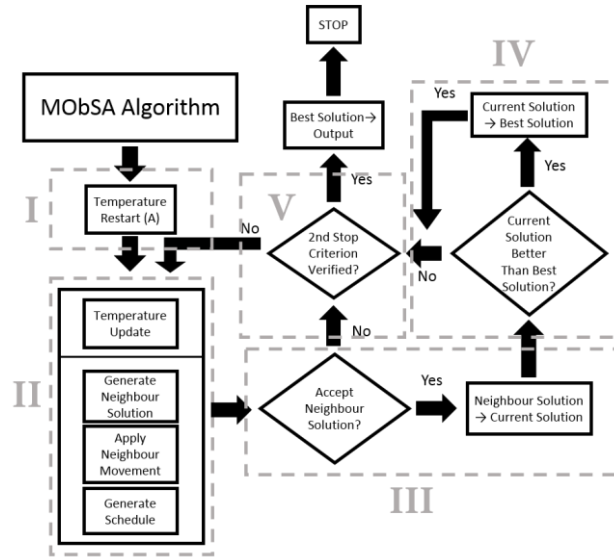 STOP
IV
MObSA Algorithm
Best Solution→
Output
Yes
Current Solution
→ Best Solution
I
Temperature
Restart (A)
V
Yes
Yes
No
2nd Stop
Criterion
Verified?
No
Current
Solution
Better
Than Best
Solution?
II
Temperature
Update
No
Generate
Neighbour
Solution
Apply
Neighbour
Movement
Generate
Schedule
Accept
Neighbour
Solution?
Yes
Neighbour Solution
→ Current Solution
III